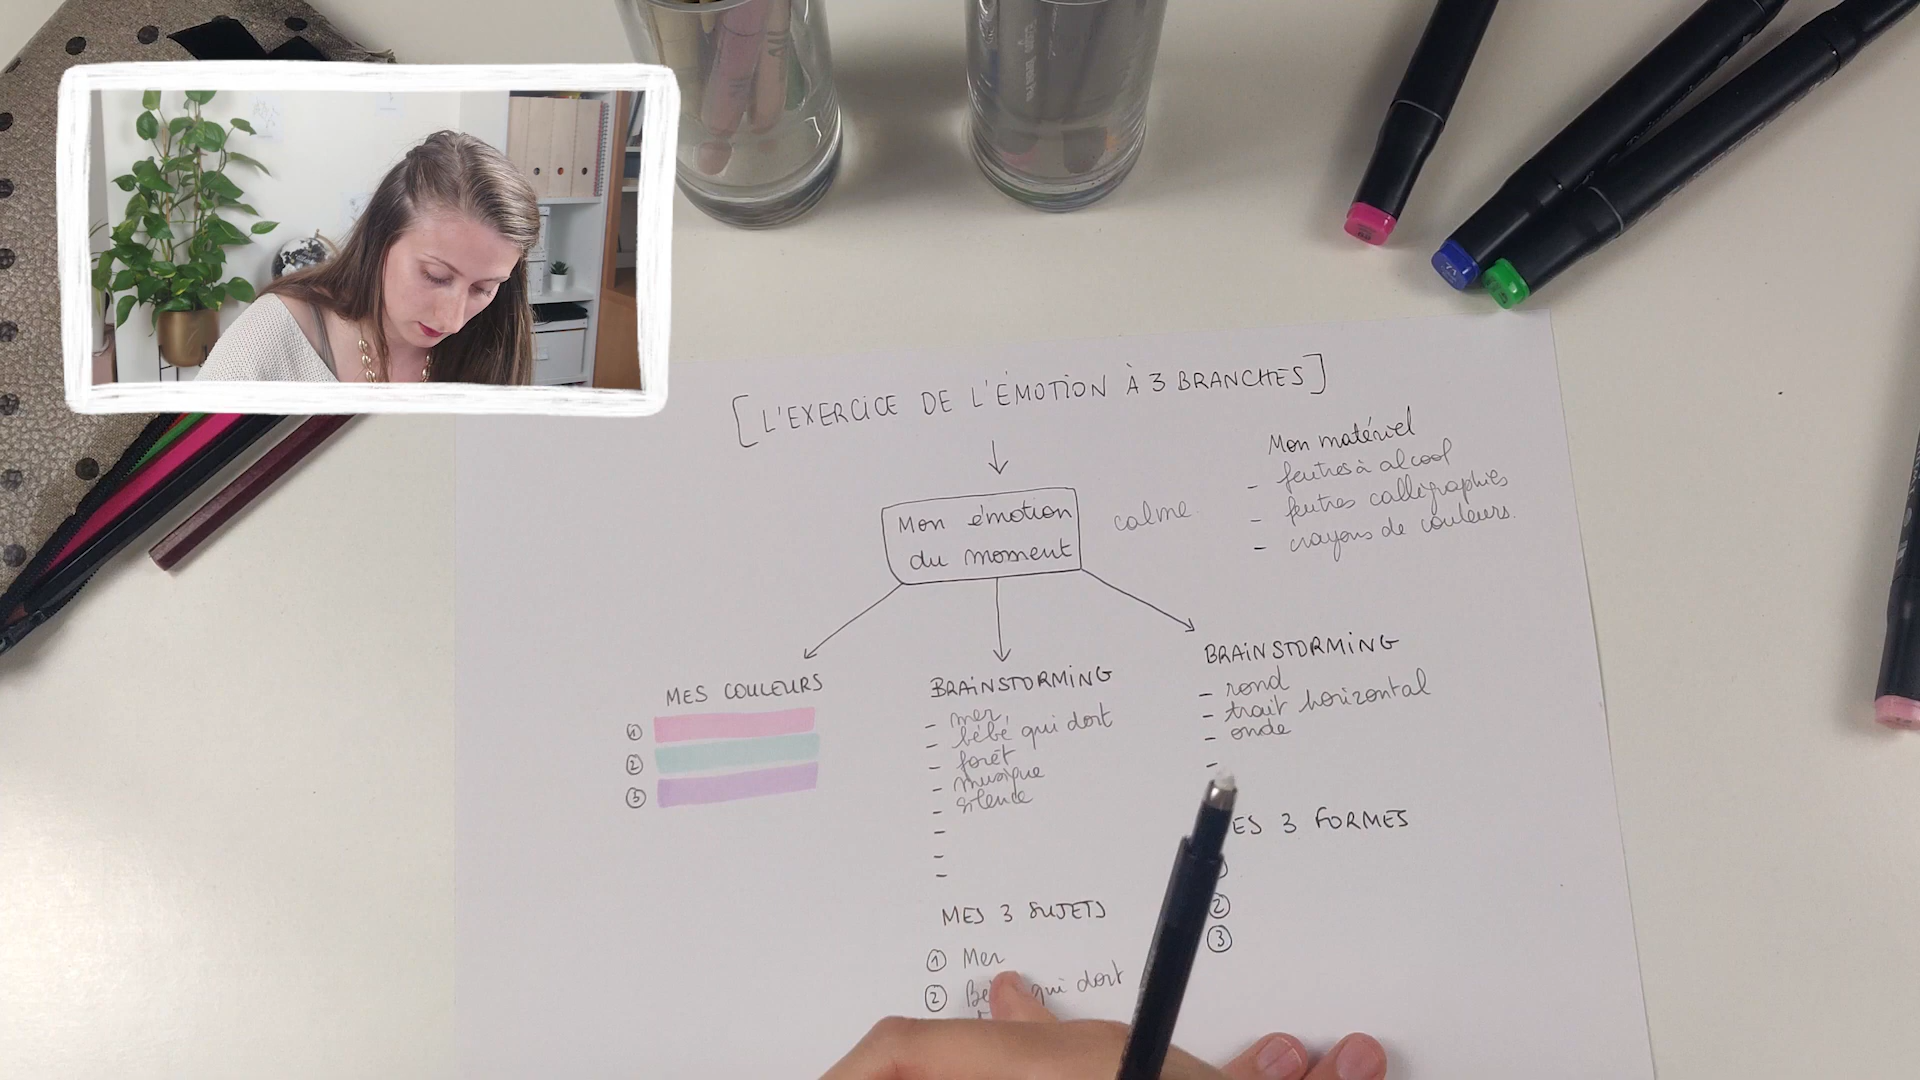 [L'EXERCICE DE L'ÉMOTION À 3 BRANCHES]
Mon matériel
- feutres à alcool
- feutres calligraphies
- crayons de couleurs.
Mon émotion
du moment
calme
MES COULEURS
①
②
③
BRAINSTORMING
- mer,
- bébé qui dort
- forêt
- musique
- silence
-
-
-
MES 3 SUJETS
① Mer
② qui dort
BRAINSTORMING
- rond
- trait horizontal
- onde
-
ES 3 FORMES
②
③